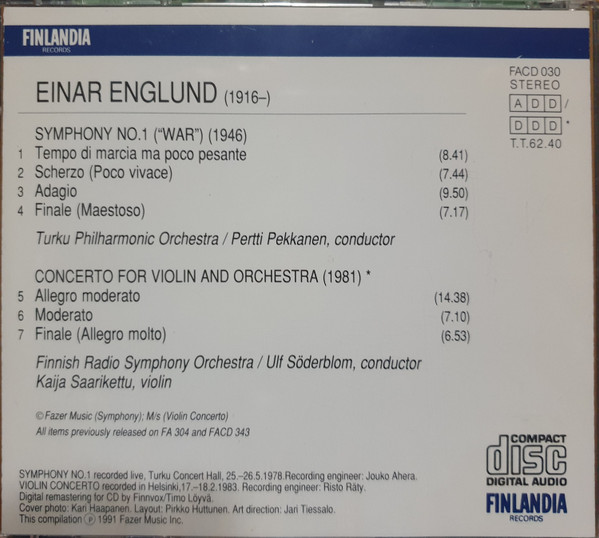 FINLANDIA
RECORDS
EINAR ENGLUND (1916–)
FACD 030
STEREO
A D D /
D D D *
T.T.62.40
SYMPHONY NO.1 ("WAR") (1946)
1 Tempo di marcia ma poco pesante (8.41)
2 Scherzo (Poco vivace) (7.44)
3 Adagio (9.50)
4 Finale (Maestoso) (7.17)
Turku Philharmonic Orchestra / Pertti Pekkanen, conductor
CONCERTO FOR VIOLIN AND ORCHESTRA (1981) *
5 Allegro moderato (14.38)
6 Moderato (7.10)
7 Finale (Allegro molto) (6.53)
Finnish Radio Symphony Orchestra / Ulf Söderblom, conductor
Kaija Saarikettu, violin
©Fazer Music (Symphony); M/s (Violin Concerto)
All items previously released on FA 304 and FACD 343
SYMPHONY NO.1 recorded live, Turku Concert Hall, 25.–26.5.1978.Recording engineer: Jouko Ahera.
VIOLIN CONCERTO recorded in Helsinki,17.–18.2.1983. Recording engineer: Risto Räty.
Digital remastering for CD by Finnvox/Timo Löyvä.
Cover photo: Kari Haapanen. Layout: Pirkko Huttunen. Art direction: Jari Tiessalo.
This compilation ℗ 1991 Fazer Music Inc.
COMPACT
disc
DIGITAL AUDIO
FINLANDIA
RECORDS